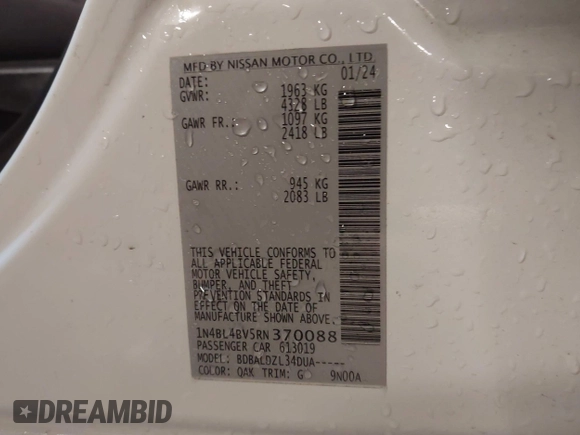 MFD BY NISSAN MOTOR CO., LTD.
DATE: 01/24
GVWR: 1963 KG
4328 LB
GAWR FR.: 1097 KG
2418 LB
GAWR RR.: 945 KG
2083 LB
THIS VEHICLE CONFORMS TO
ALL APPLICABLE FEDERAL
MOTOR VEHICLE SAFETY,
BUMPER, AND THEFT
PREVENTION STANDARDS IN
EFFECT ON THE DATE OF
MANUFACTURE SHOWN ABOVE.
1N4BL4BV5RN370088
PASSENGER CAR 613019
MODEL: BDBALDZL34DUA-----
COLOR: QAK TRIM: G 9N00A
DREAMBID